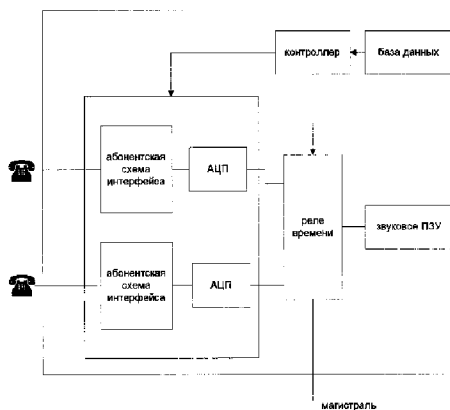 контроллер
база данных
абонентская
схема
интерфейса
АЦП
реле
времени
звуковое ПЗУ
абонентская
схема
интерфейса
АЦП
магистраль